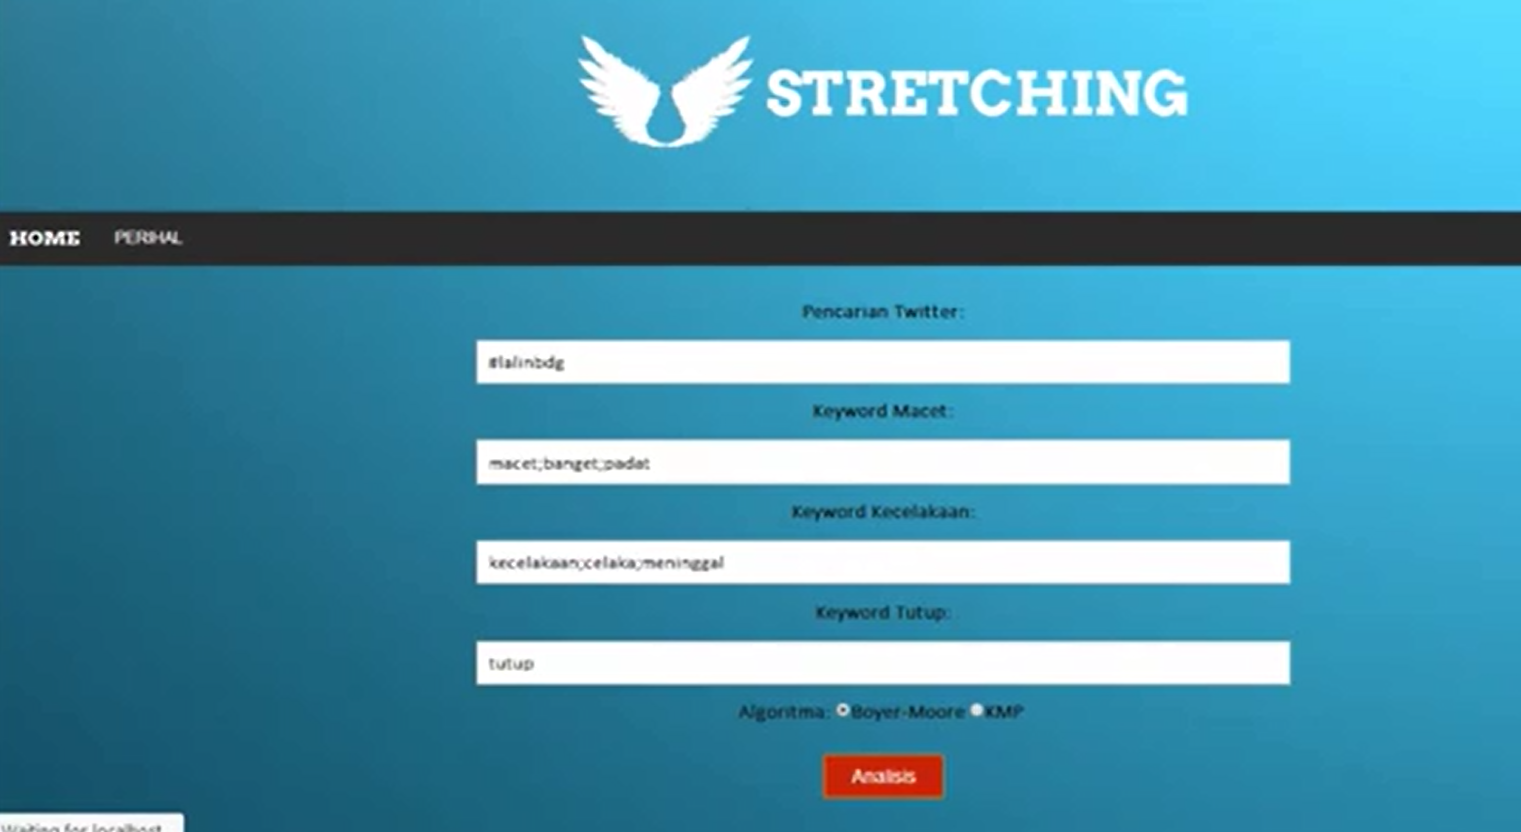 STRETCHING
HOME PERIHAL
Pencarian Twitter:
#lalinbdg
Keyword Macet:
macet;banget;padat
Keyword Kecelakaan:
kecelakaan;celaka;meninggal
Keyword Tutup:
tutup
Algoritma: Boyer-Moore KMP
Analisis
Waiting for localhost